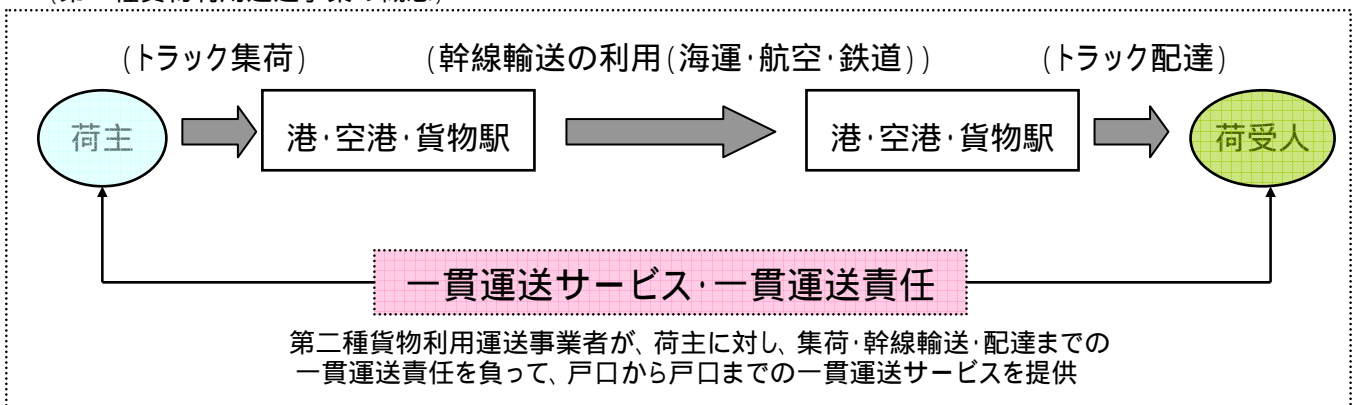 (トラック集荷) (幹線輸送の利用(海運･航空･鉄道)) (トラック配達)
荷主 港･空港･貨物駅 港･空港･貨物駅 荷受人
一貫運送サービス･一貫運送責任
第二種貨物利用運送事業者が、荷主に対し、集荷･幹線輸送･配達までの
一貫運送責任を負って、戸口から戸口までの一貫運送サービスを提供